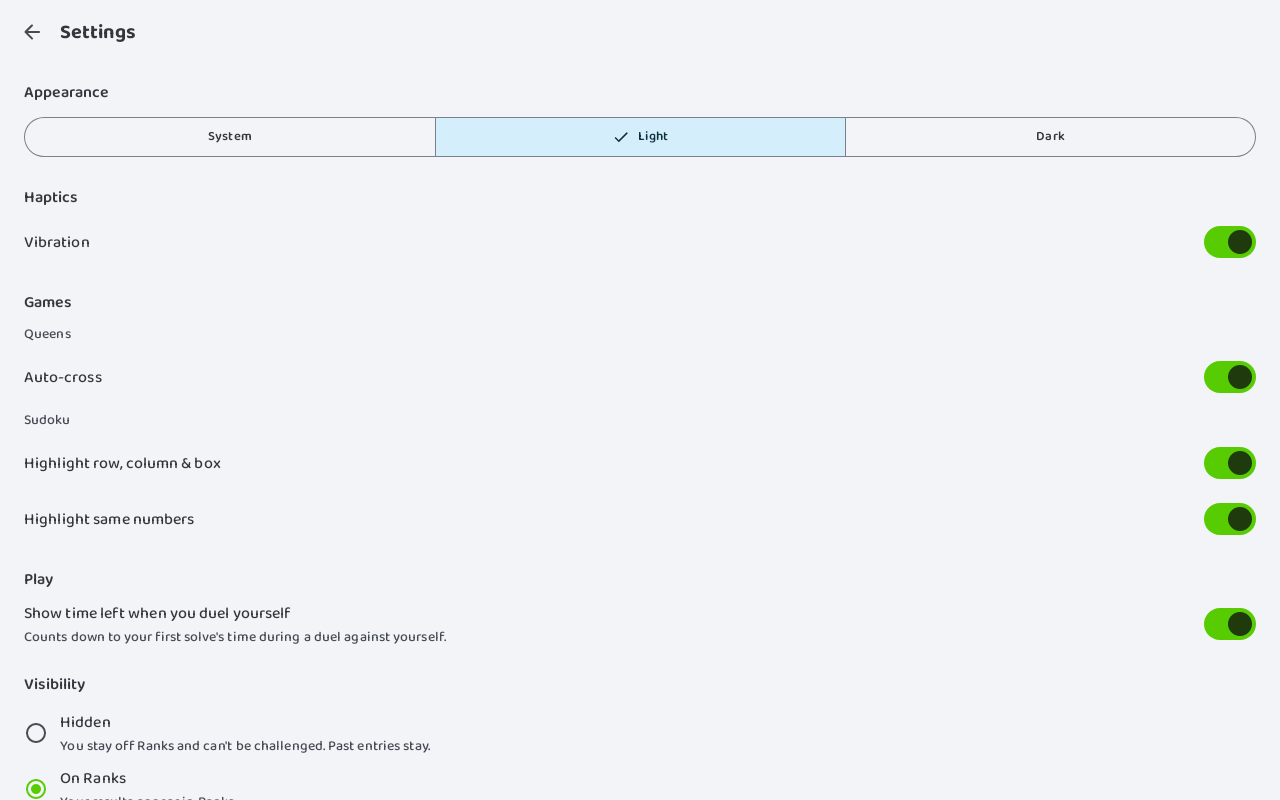 Settings
Appearance
System
Light
Dark
Haptics
Vibration
Games
Queens
Auto-cross
Sudoku
Highlight row, column & box
Highlight same numbers
Play
Show time left when you duel yourself
Counts down to your first solve's time during a duel against yourself.
Visibility
Hidden
You stay off Ranks and can't be challenged. Past entries stay.
On Ranks